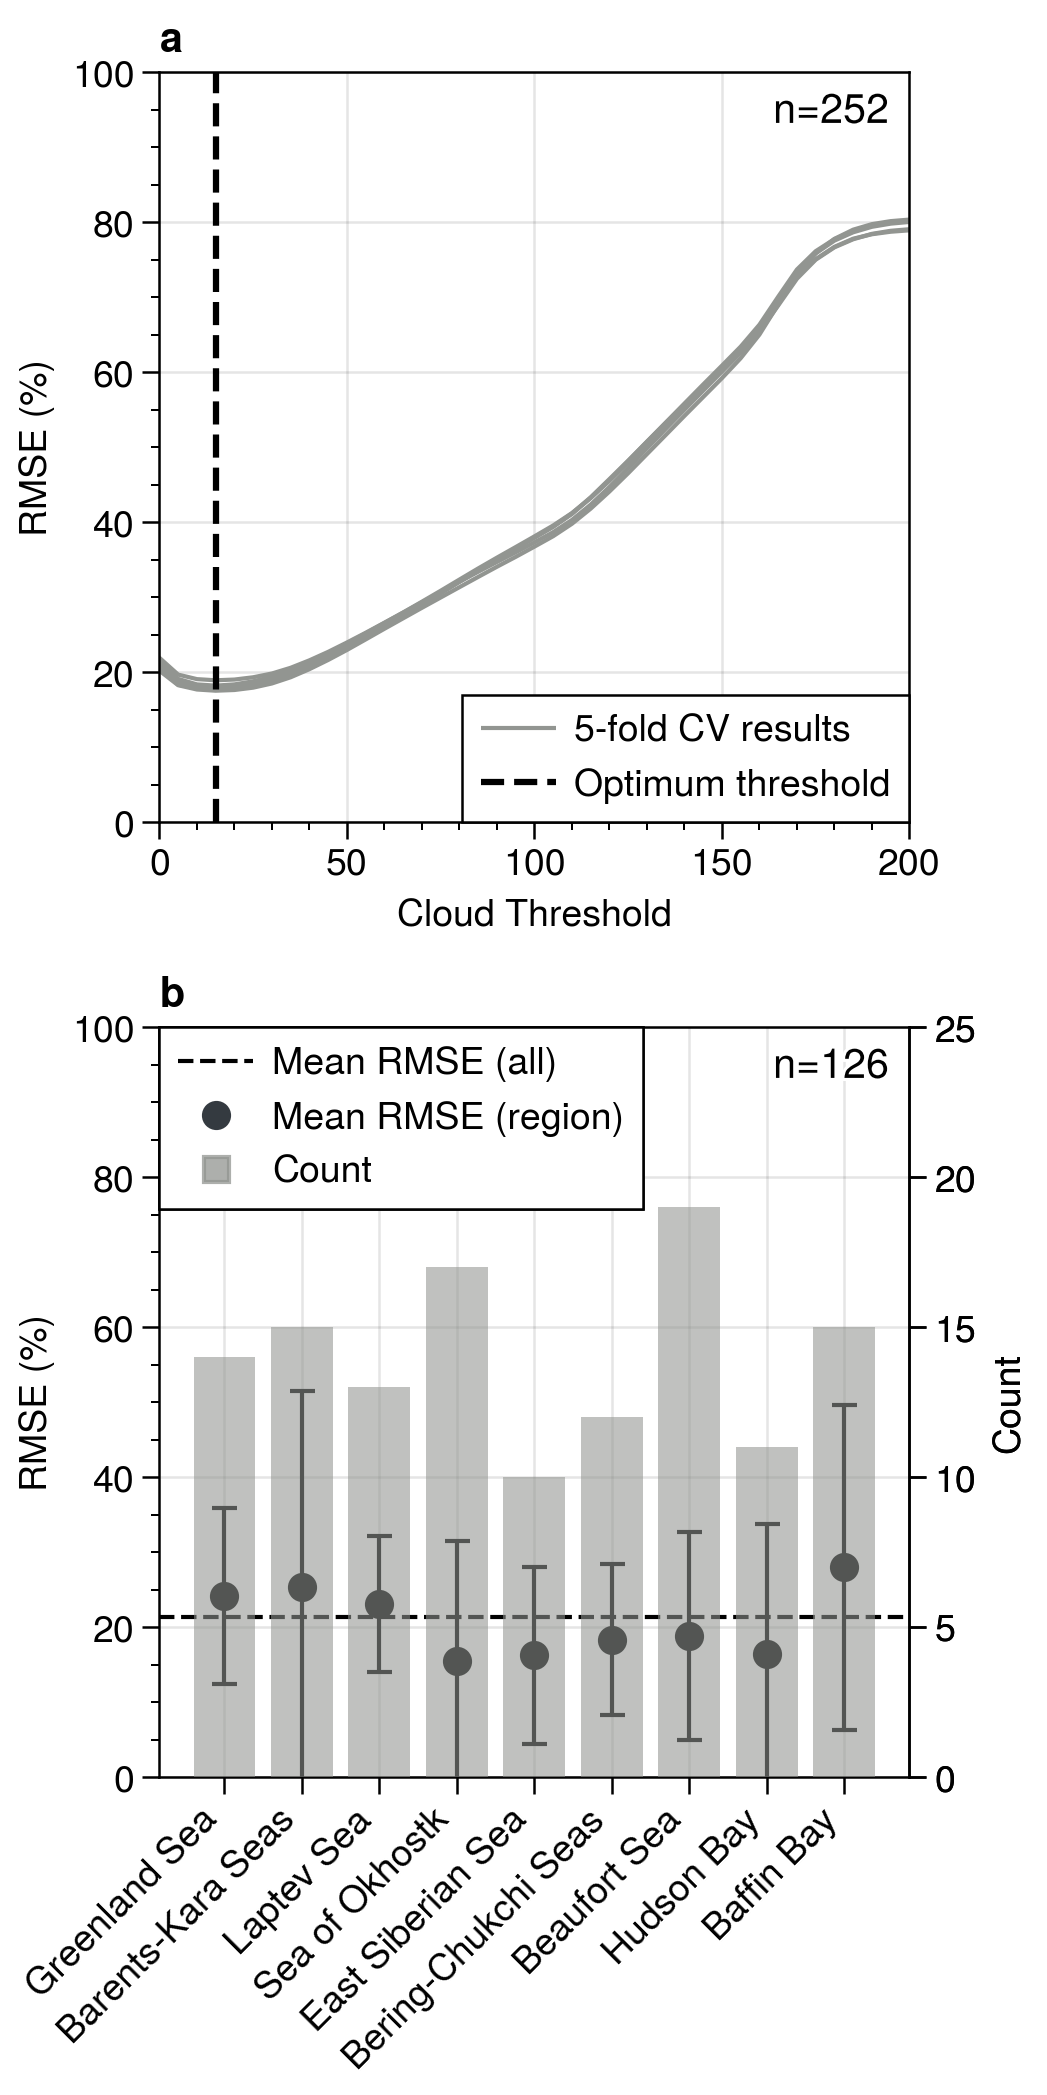 a
n=252
100
80
60
40
20
0
RMSE (%)
5-fold CV results
Optimum threshold
0 50 100 150 200
Cloud Threshold
b
Mean RMSE (all)
Mean RMSE (region)
Count
n=126
100
80
60
40
20
0
RMSE (%)
25
20
15
10
5
0
Count
Greenland Sea
Barents-Kara Seas
Laptev Sea
Sea of Okhostk
East Siberian Sea
Bering-Chukchi Seas
Beaufort Sea
Hudson Bay
Baffin Bay